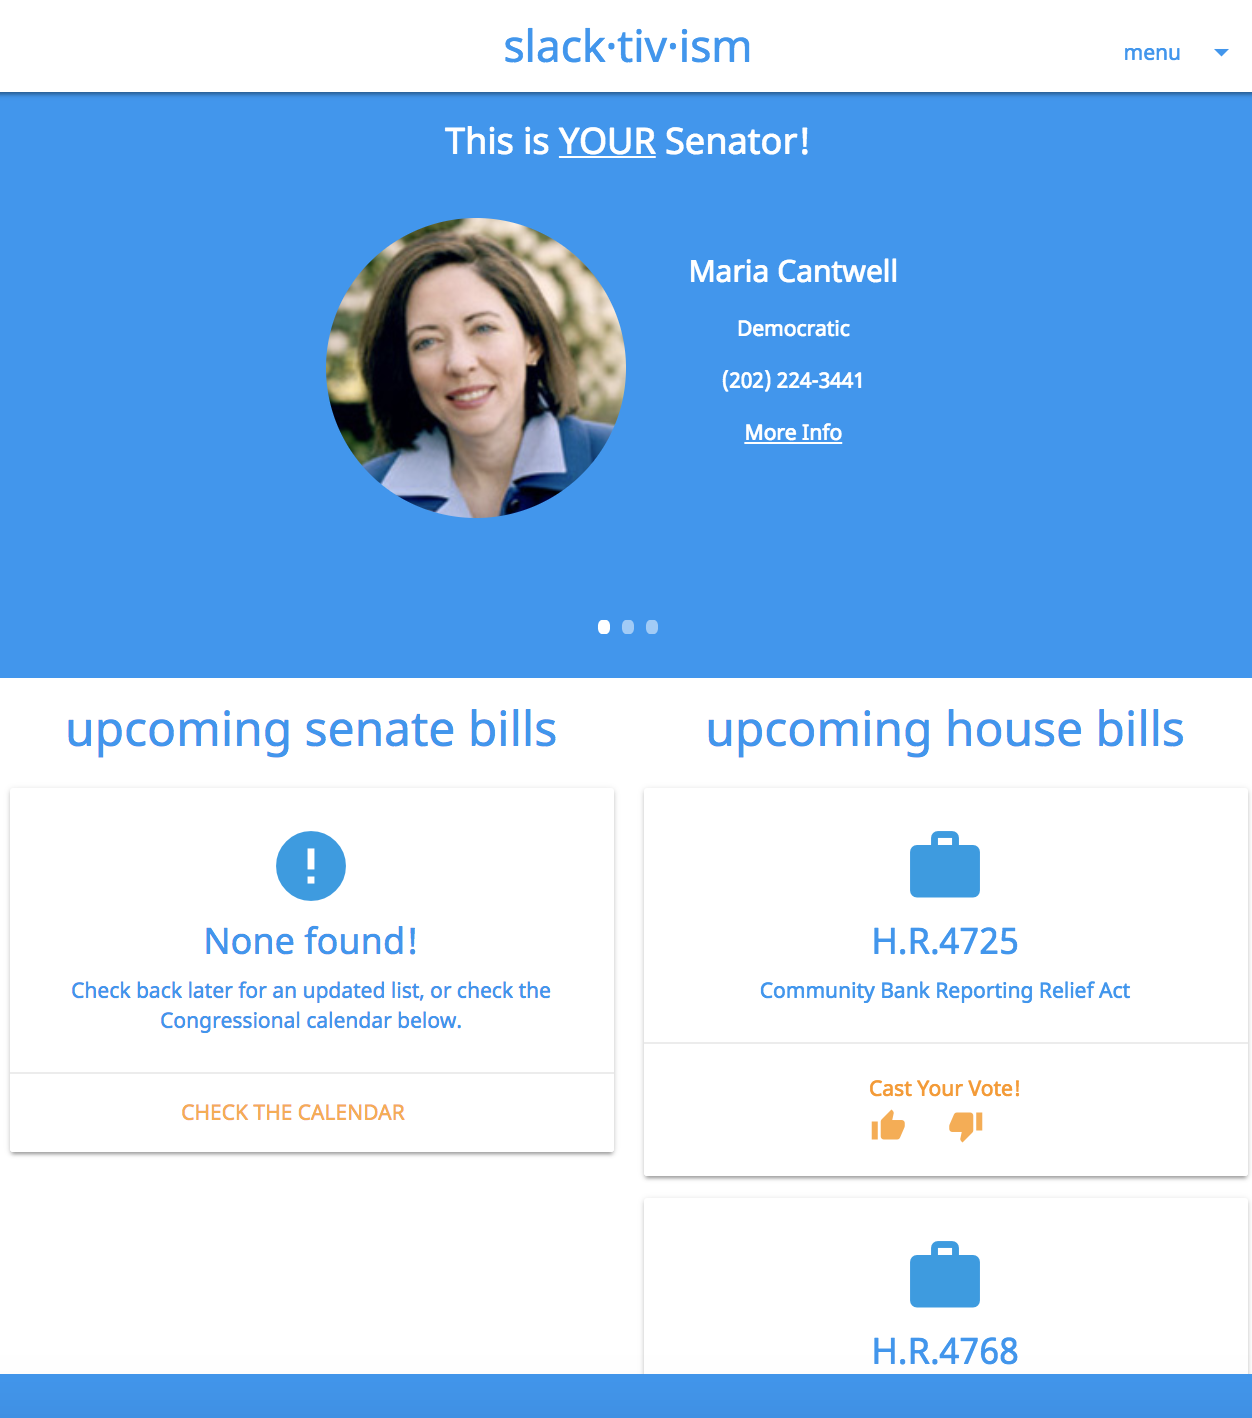 slack·tiv·ism
menu
This is YOUR Senator!
Maria Cantwell
Democratic
(202) 224-3441
More Info
upcoming senate bills
None found!
Check back later for an updated list, or check the
Congressional calendar below.
CHECK THE CALENDAR
upcoming house bills
H.R.4725
Community Bank Reporting Relief Act
Cast Your Vote!
H.R.4768